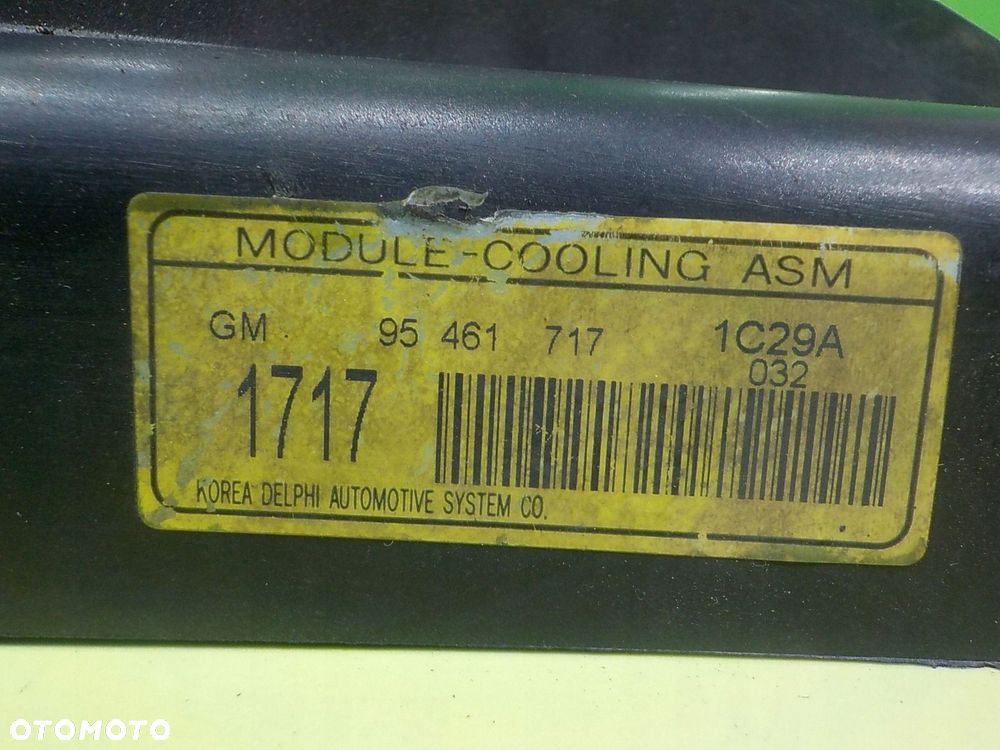 MODULE-COOLING ASM
GM 95 461 717 1C29A
032
1717
KOREA DELPHI AUTOMOTIVE SYSTEM CO.
OTOMOTO